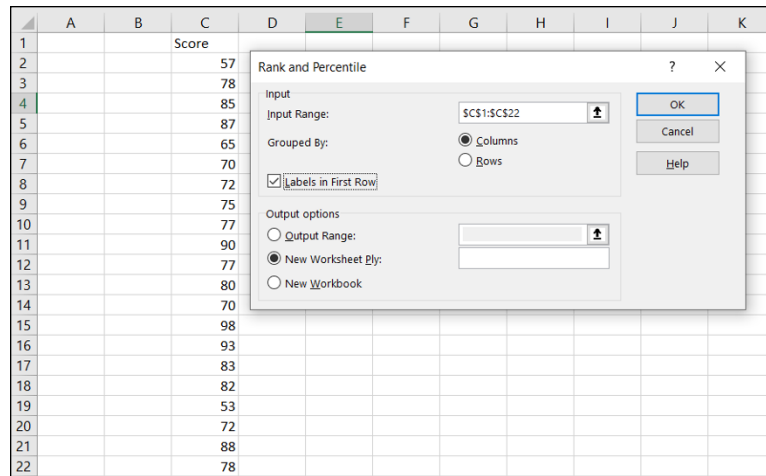 A B C D E F G H I J K
1 Score
2 57
Rank and Percentile ? ×
3 78
Input
4 85
Input Range: $C$1:$C$22 OK
5 87
Grouped By: Columns Cancel
6 65
Rows Help
7 70
8 72
Labels in First Row
9 75
Output options
10 77
Output Range:
11 90
New Worksheet Ply:
12 77
New Workbook
13 80
14 70
15 98
16 93
17 83
18 82
19 53
20 72
21 88
22 78